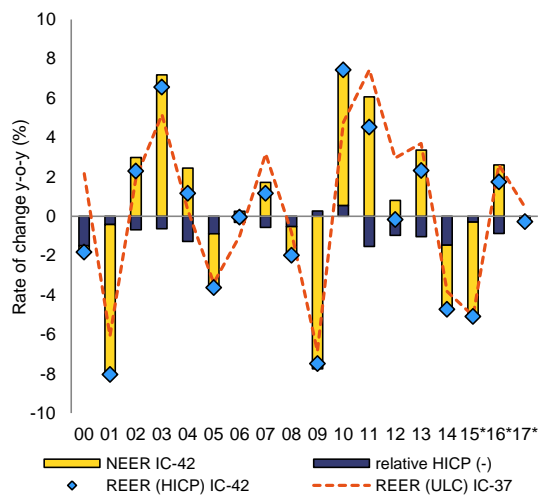 Rate of change y-o-y (%)
10
8
6
4
2
0
-2
-4
-6
-8
-10
00 01 02 03 04 05 06 07 08 09 10 11 12 13 14 15* 16* 17*
NEER IC-42 relative HICP (-)
REER (HICP) IC-42 REER (ULC) IC-37